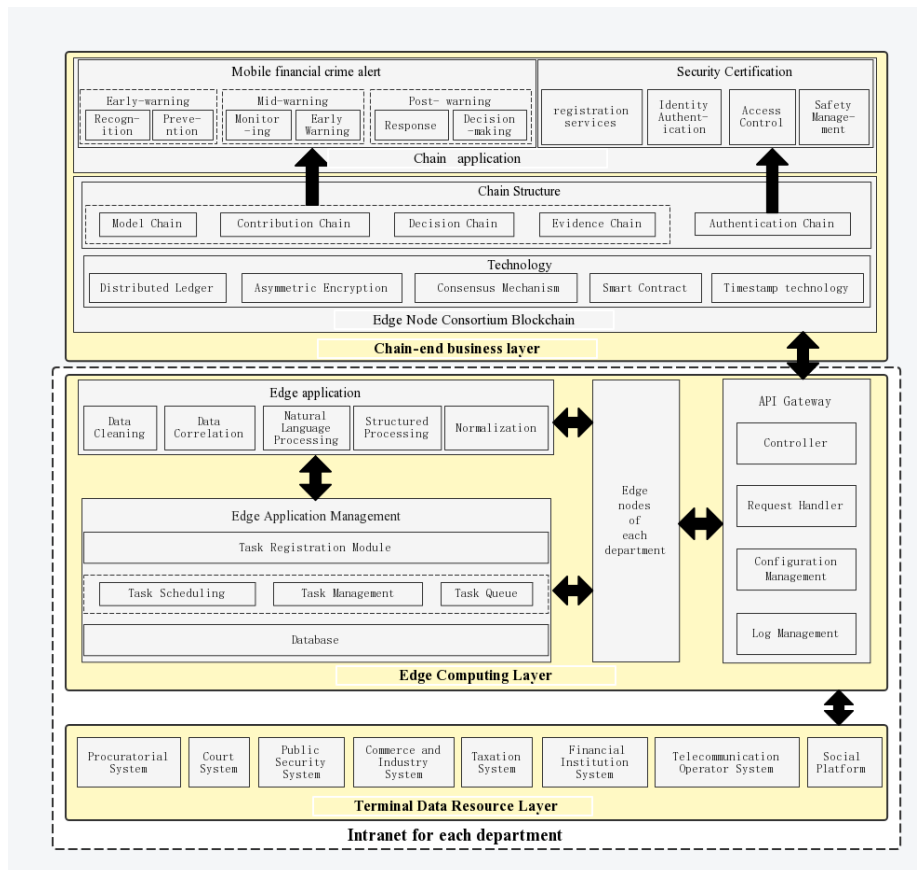 Mobile financial crime alert
Security Certification
Early-warning
Mid-warning
Post- warning
Recogn-
ition
Preve-
ntion
Monitor
-ing
Early
Warning
Response
Decision
-making
registration
services
Identity
Authent-
ication
Access
Control
Safety
Manage-
ment
Chain application
Chain Structure
Model Chain
Contribution Chain
Decision Chain
Evidence Chain
Authentication Chain
Technology
Distributed Ledger
Asymmetric Encryption
Consensus Mechanism
Smart Contract
Timestamp technology
Edge Node Consortium Blockchain
Chain-end business layer
Edge application
Data
Cleaning
Data
Correlation
Natural
Language
Processing
Structured
Processing
Normalization
Edge Application Management
Task Registration Module
Task Scheduling
Task Management
Task Queue
Database
Edge
nodes
of
each
department
API Gateway
Controller
Request Handler
Configuration
Management
Log Management
Edge Computing Layer
Procuratorial
System
Court
System
Public
Security
System
Commerce and
Industry
System
Taxation
System
Financial
Institution
System
Telecommunication
Operator System
Social
Platform
Terminal Data Resource Layer
Intranet for each department